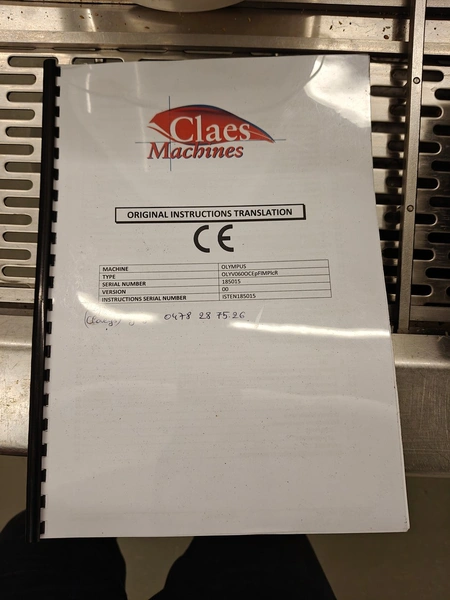 Claes
Machines
ORIGINAL INSTRUCTIONS TRANSLATION
CE
MACHINE OLYMPUS
TYPE OLYV060OCEpFIMPIcR
SERIAL NUMBER 185015
VERSION 00
INSTRUCTIONS SERIAL NUMBER ISTEN185015
0478 28 75.26